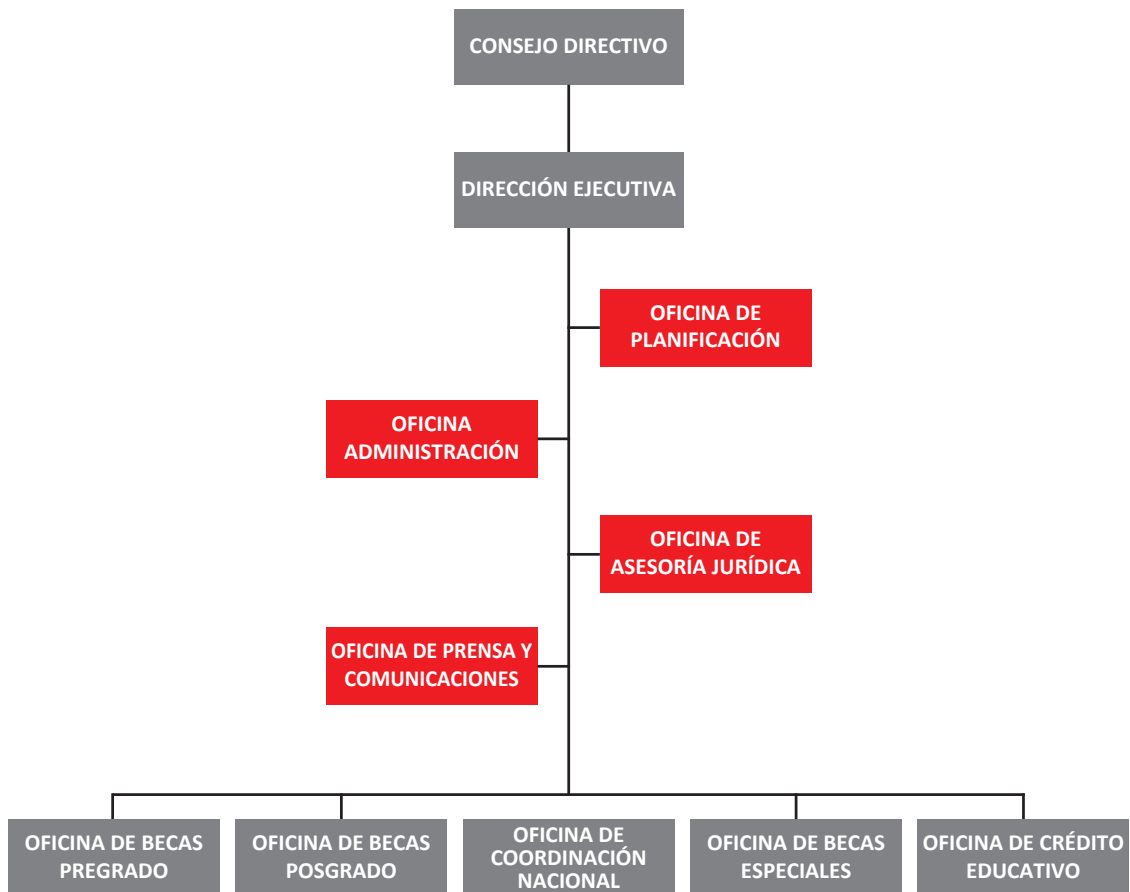 CONSEJO DIRECTIVO
DIRECCIÓN EJECUTIVA
OFICINA DE
PLANIFICACIÓN
OFICINA
ADMINISTRACIÓN
OFICINA DE
ASESORÍA JURÍDICA
OFICINA DE PRENSA Y
COMUNICACIONES
OFICINA DE BECAS
PREGRADO
OFICINA DE BECAS
POSGRADO
OFICINA DE
COORDINACIÓN
NACIONAL
OFICINA DE BECAS
ESPECIALES
OFICINA DE CRÉDITO
EDUCATIVO